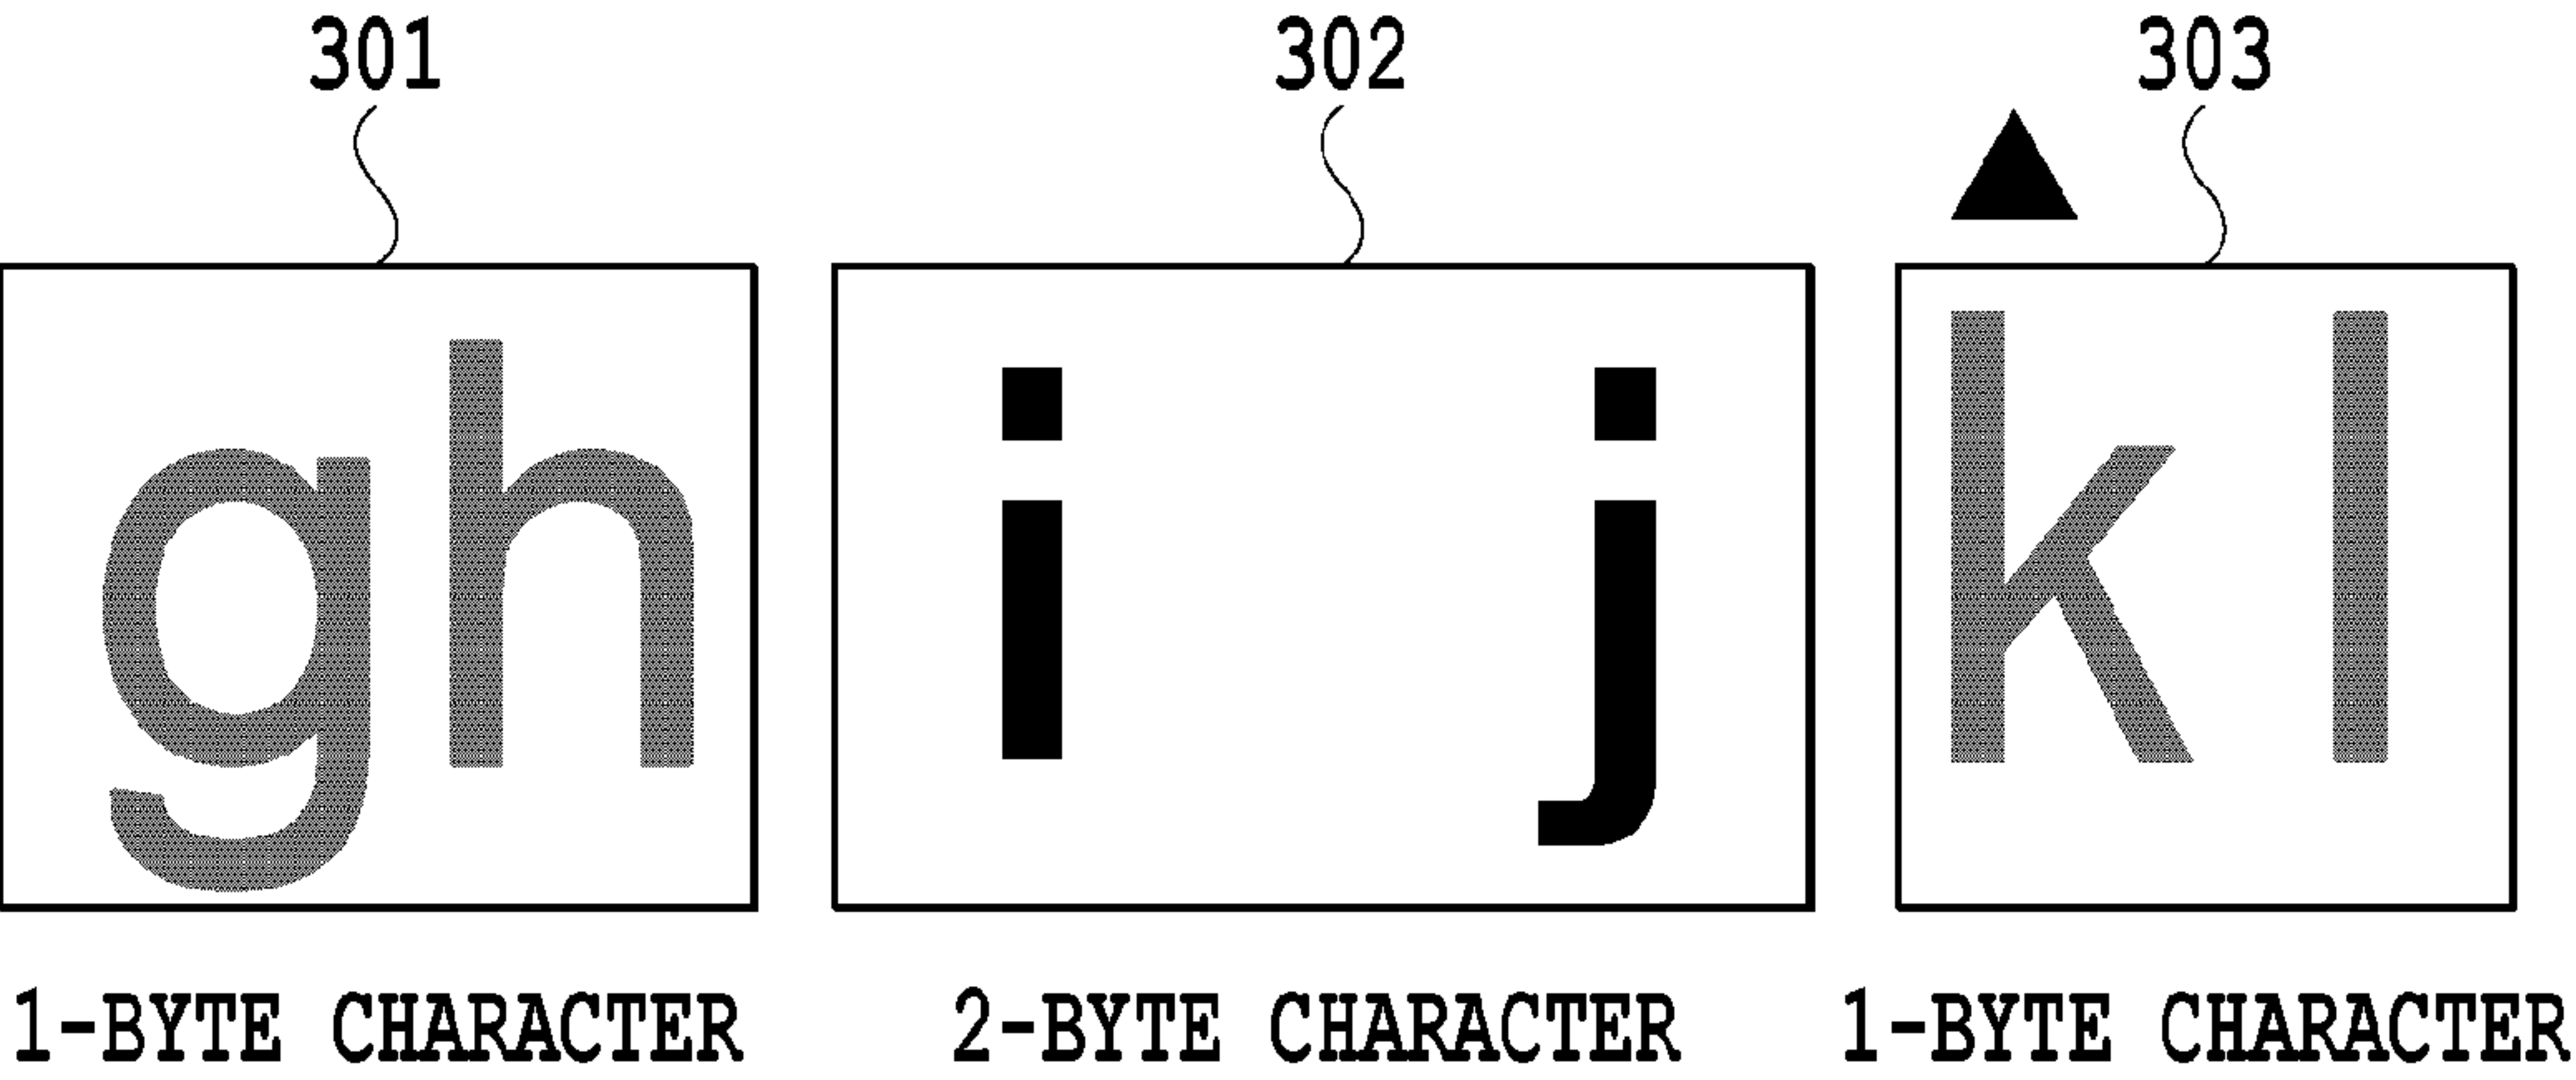 301 302 303
▲
gh i j kl
1-BYTE CHARACTER 2-BYTE CHARACTER 1-BYTE CHARACTER